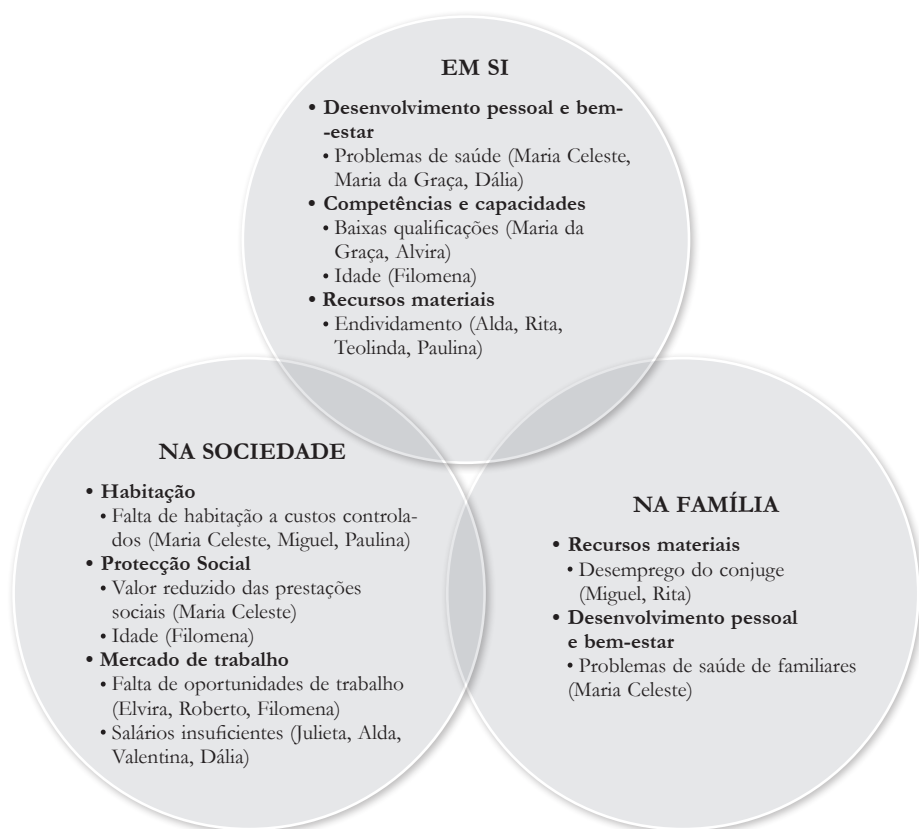 EM SI
• Desenvolvimento pessoal e bem-
-estar
• Problemas de saúde (Maria Celeste,
Maria da Graça, Dália)
• Competências e capacidades
• Baixas qualificações (Maria da
Graça, Alvira)
• Idade (Filomena)
• Recursos materiais
• Endividamento (Alda, Rita,
Teolinda, Paulina)
NA SOCIEDADE
• Habitação
• Falta de habitação a custos controla-
dos (Maria Celeste, Miguel, Paulina)
• Protecção Social
• Valor reduzido das prestações
sociais (Maria Celeste)
• Idade (Filomena)
• Mercado de trabalho
• Falta de oportunidades de trabalho
(Elvira, Roberto, Filomena)
• Salários insuficientes (Julieta, Alda,
Valentina, Dália)
NA FAMÍLIA
• Recursos materiais
• Desemprego do conjuge
(Miguel, Rita)
• Desenvolvimento pessoal
e bem-estar
• Problemas de saúde de familiares
(Maria Celeste)